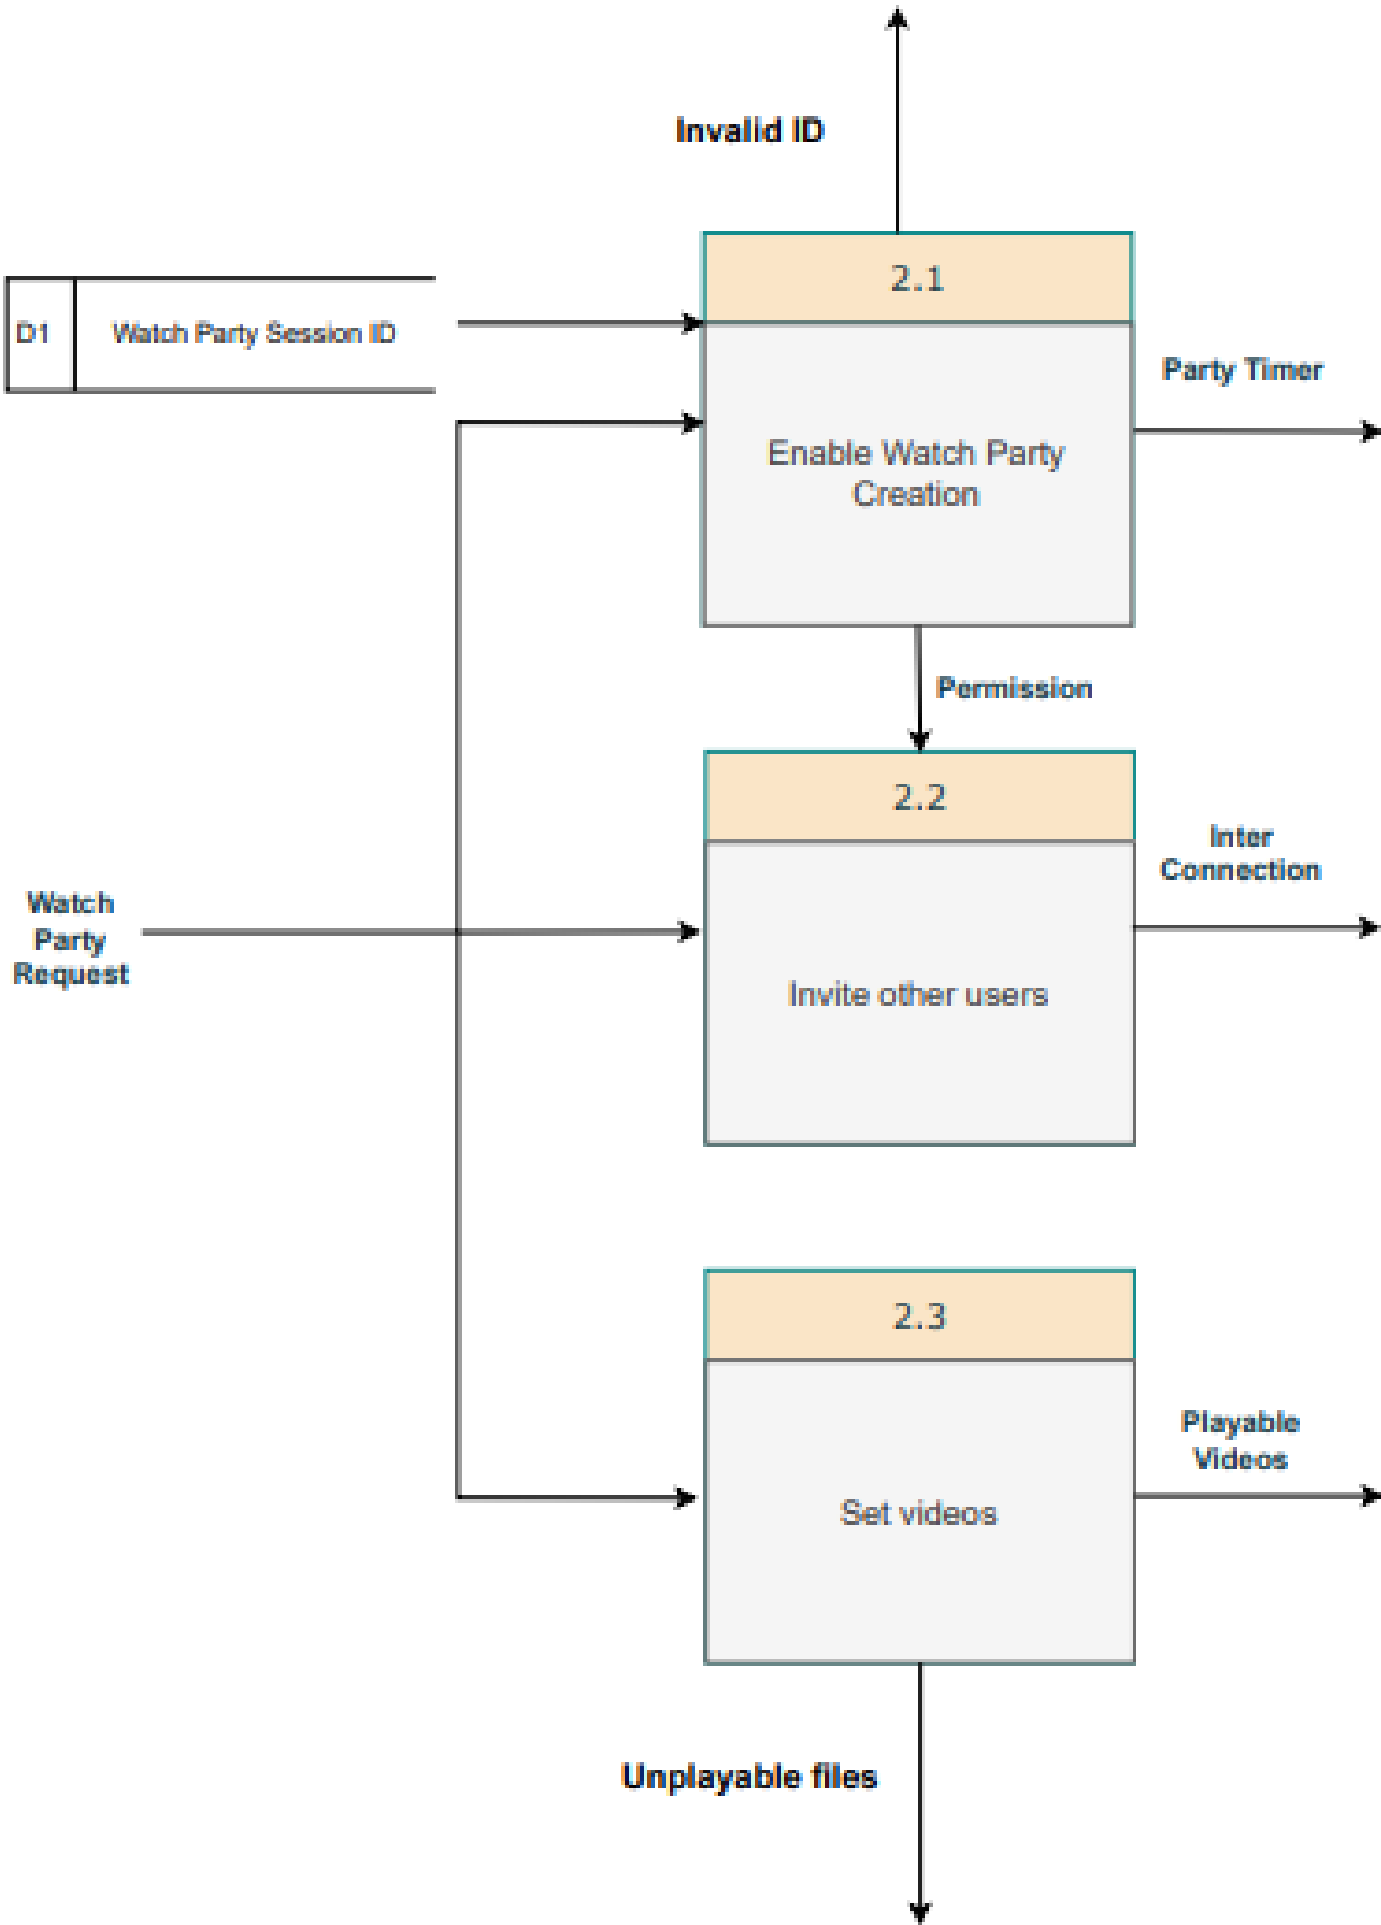 Invalid ID
2.1
D1
Watch Party Session ID
Party Timer
Enable Watch Party
Creation
Permission
2.2
Inter
Connection
Watch
Party
Request
Invite other users
2.3
Playable
Videos
Set videos
Unplayable files